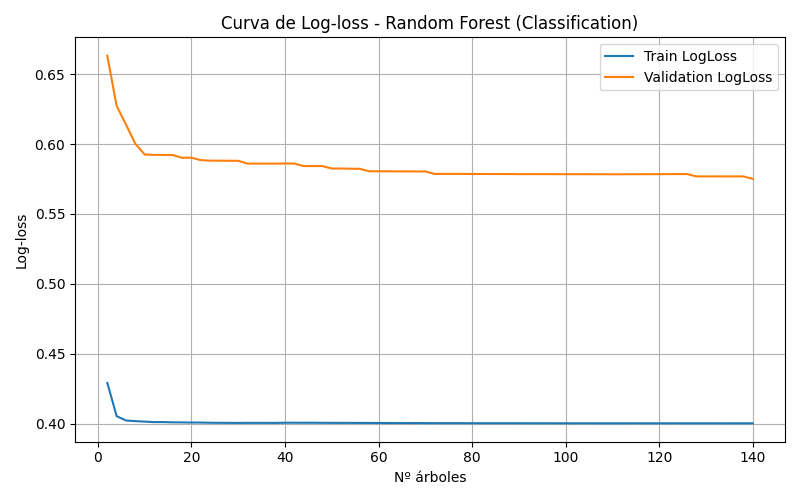 Curva de Log-loss - Random Forest (Classification)
Train LogLoss
Validation LogLoss
Log-loss
0.65
0.60
0.55
0.50
0.45
0.40
0 20 40 60 80 100 120 140
Nº árboles